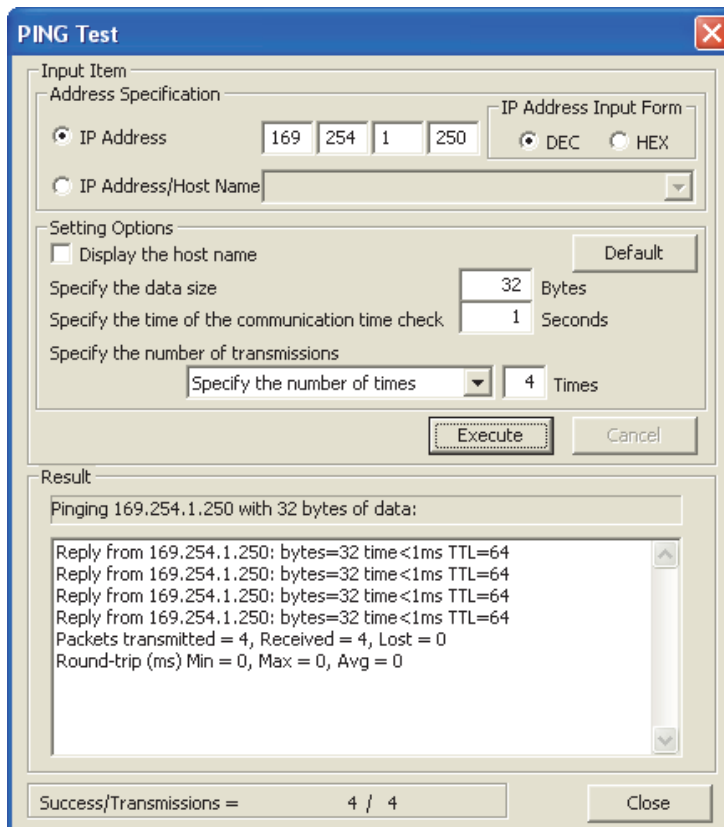 PING Test
Input Item
Address Specification
IP Address 169 254 1 250
IP Address Input Form
DEC HEX
IP Address/Host Name
Setting Options
Display the host name
Default
Specify the data size 32 Bytes
Specify the time of the communication time check 1 Seconds
Specify the number of transmissions
Specify the number of times 4 Times
Execute Cancel
Result
Pinging 169.254.1.250 with 32 bytes of data:
Reply from 169.254.1.250: bytes=32 time<1ms TTL=64
Reply from 169.254.1.250: bytes=32 time<1ms TTL=64
Reply from 169.254.1.250: bytes=32 time<1ms TTL=64
Reply from 169.254.1.250: bytes=32 time<1ms TTL=64
Packets transmitted = 4, Received = 4, Lost = 0
Round-trip (ms) Min = 0, Max = 0, Avg = 0
Success/Transmissions = 4 / 4
Close